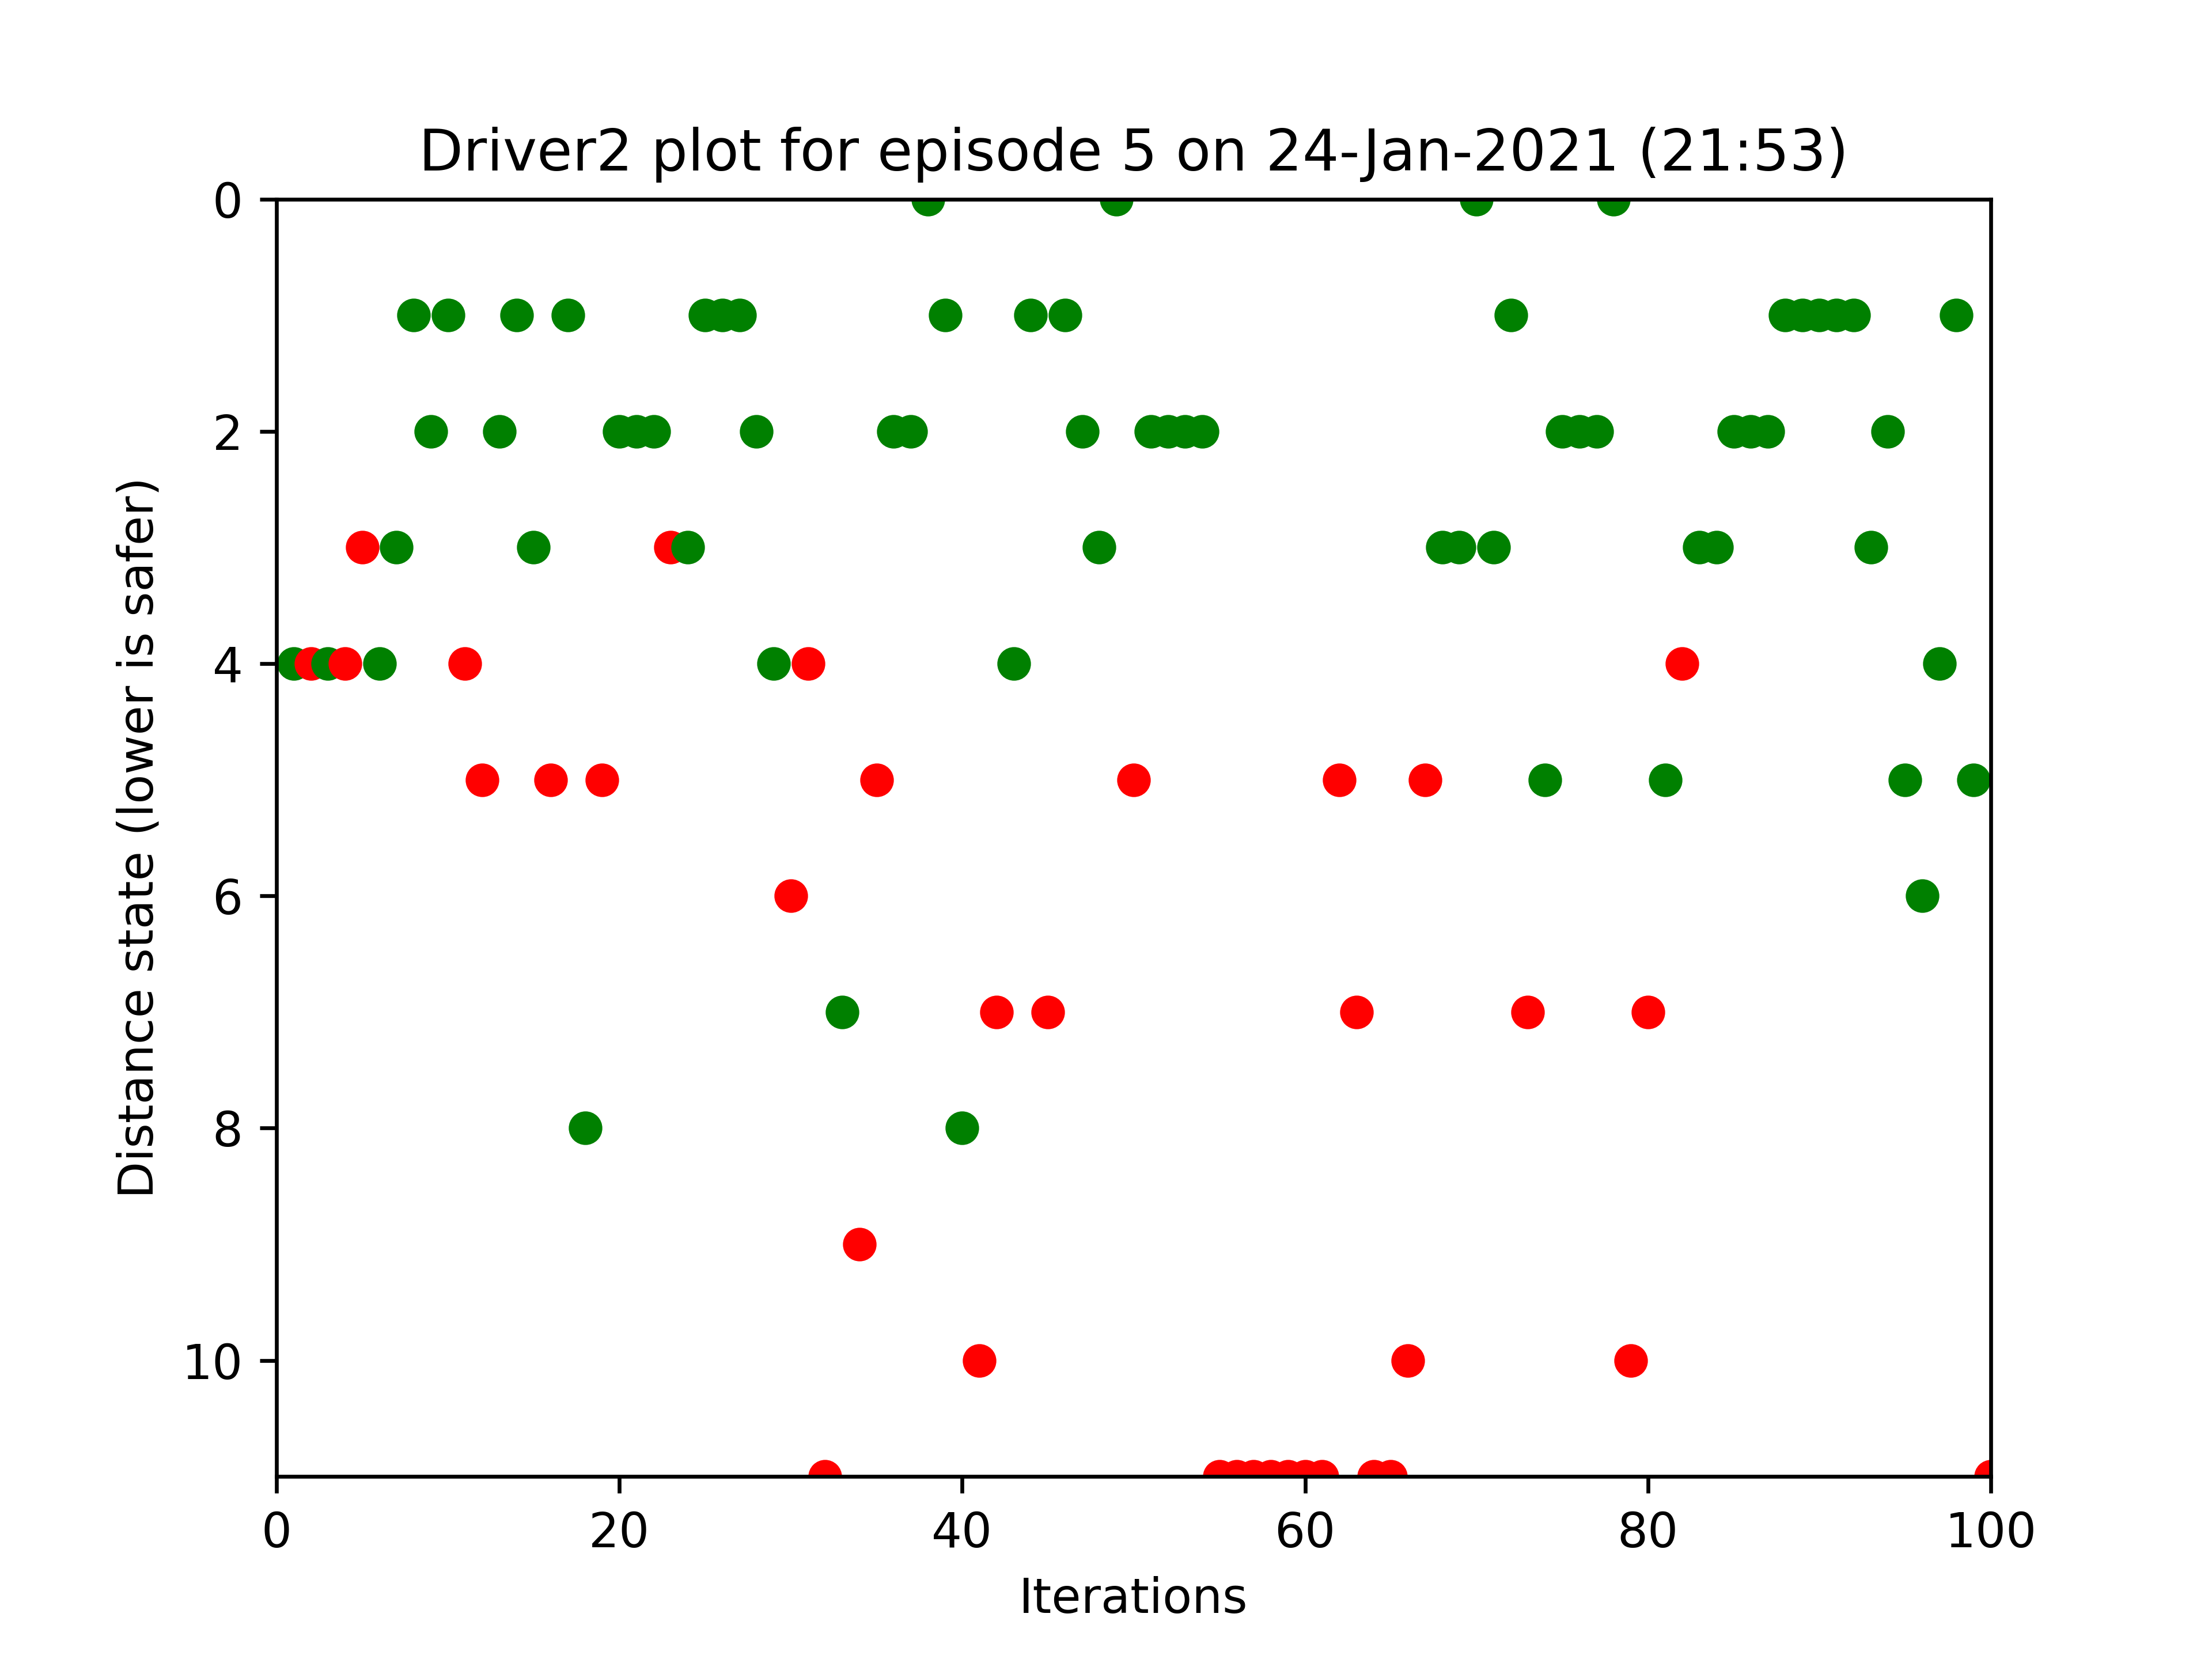 Driver2 plot for episode 5 on 24-Jan-2021 (21:53)
Distance state (lower is safer)
0
2
4
6
8
10
0 20 40 60 80 100
Iterations